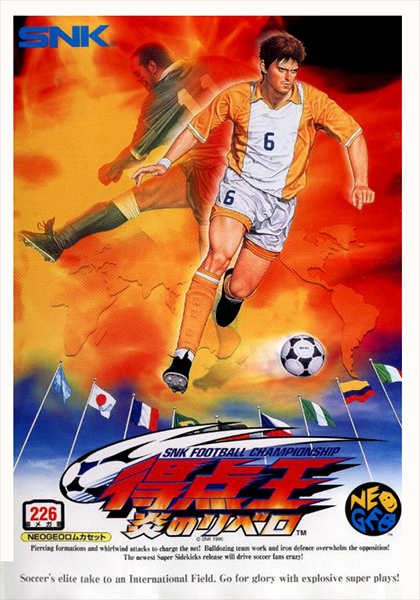 SNK
6
6
SNK FOOTBALL CHAMPIONSHIP
得点王
炎のリベロ™
© SNK 1996
226
メガ
NEOGEOロムカセット
NEO
GEO
Piercing formations and whirlwind attacks to charge the net! Bulldozing team work and iron defence overwhelm the opposition!
The newest Super Sidekicks release will drive soccer fans crazy!
Soccer's elite take to an International Field. Go for glory with explosive super plays!